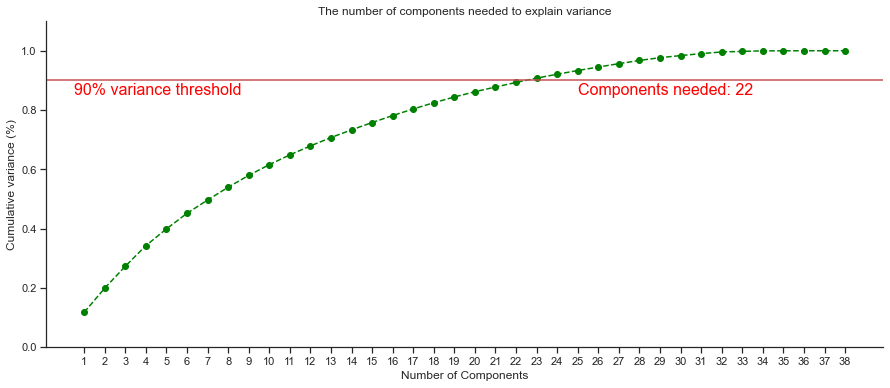 The number of components needed to explain variance
Cumulative variance (%)
1.0
0.8
0.6
0.4
0.2
0.0
90% variance threshold
Components needed: 22
1 2 3 4 5 6 7 8 9 10 11 12 13 14 15 16 17 18 19 20 21 22 23 24 25 26 27 28 29 30 31 32 33 34 35 36 37 38
Number of Components